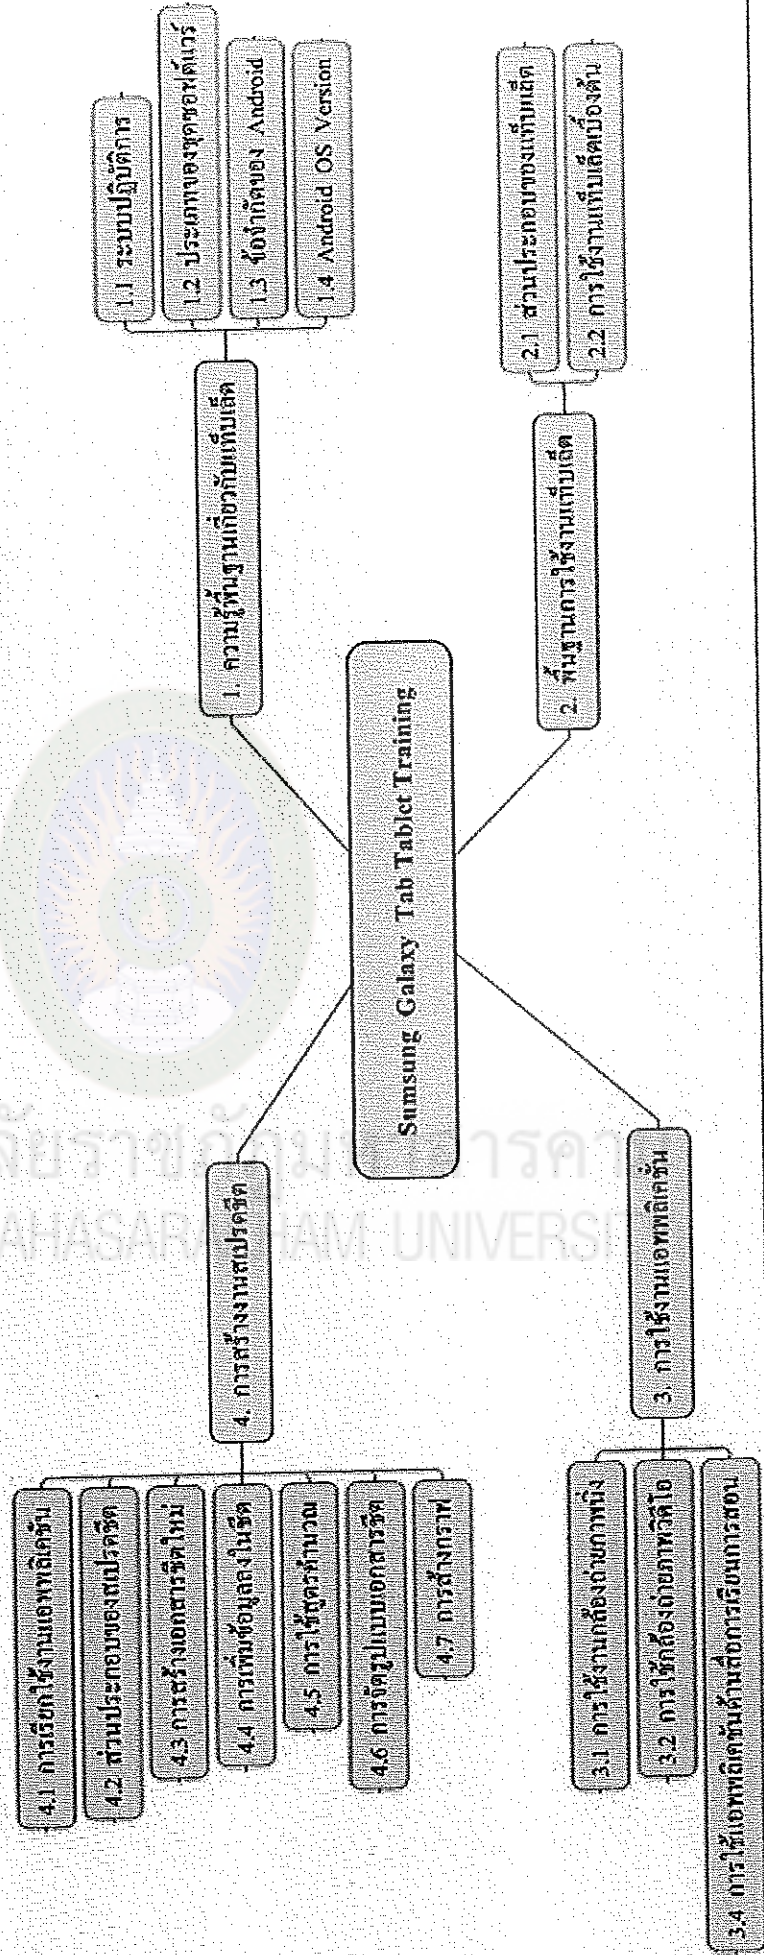 Sumsung Galaxy Tab Tablet Training
1. ความรู้พื้นฐานเกี่ยวกับแท็บเล็ต
1.1 ระบบปฏิบัติการ
1.2 ประเภทของชุดซอฟต์แวร์
1.3 ข้อจำกัดของ Android
1.4 Android OS Version
2. พื้นฐานการใช้งานแท็บเล็ต
2.1 ส่วนประกอบของแท็บเล็ต
2.2 การใช้งานแท็บเล็ตเบื้องต้น
3. การใช้งานแอพพลิเคชั่น
3.1 การใช้งานกล้องถ่ายภาพนิ่ง
3.2 การใช้กล้องถ่ายภาพวิดีโอ
3.4 การใช้แอพพลิเคชันด้านสื่อการเรียนการสอน
4. การสร้างงานสเปรดชีต
4.1 การเรียกใช้งานแอพพลิเคชั่น
4.2 ส่วนประกอบของสเปรดชีต
4.3 การสร้างเอกสารชีตใหม่
4.4 การเพิ่มข้อมูลลงในชีต
4.5 การใช้สูตรคำนวณ
4.6 การจัดรูปแบบเอกสารชีต
4.7 การสร้างกราฟ
UNIVERSI